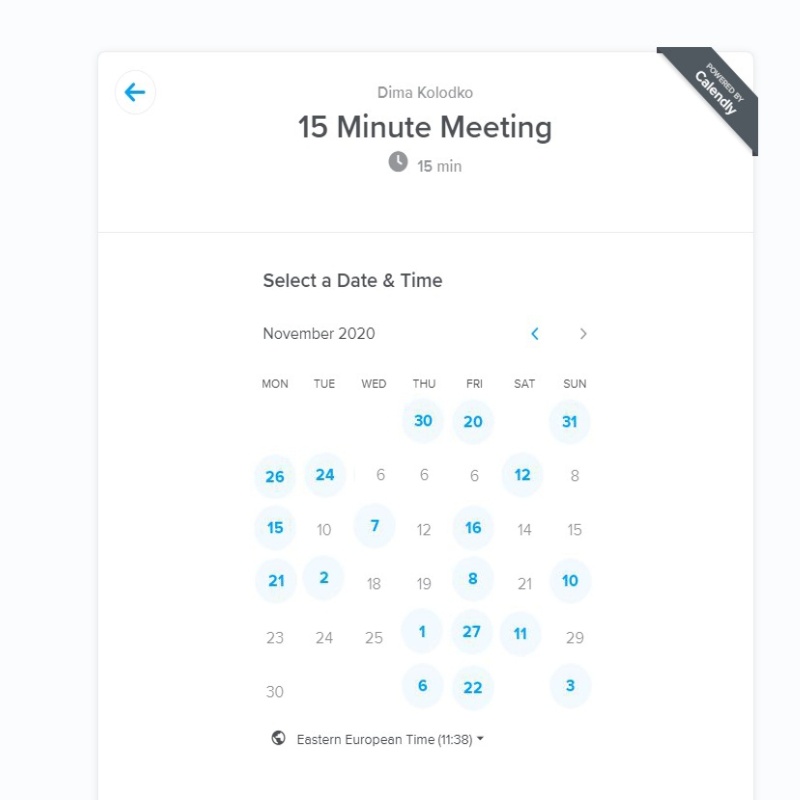 POWERED BY
Calendly
Dima Kolodko
15 Minute Meeting
15 min
Select a Date & Time
November 2020
MON TUE WED THU FRI SAT SUN
30 20 31
26 24 6 6 6 12 8
15 10 7 12 16 14 15
21 2 18 19 8 21 10
23 24 25 1 27 11 29
30 6 22 3
Eastern European Time (11:38)